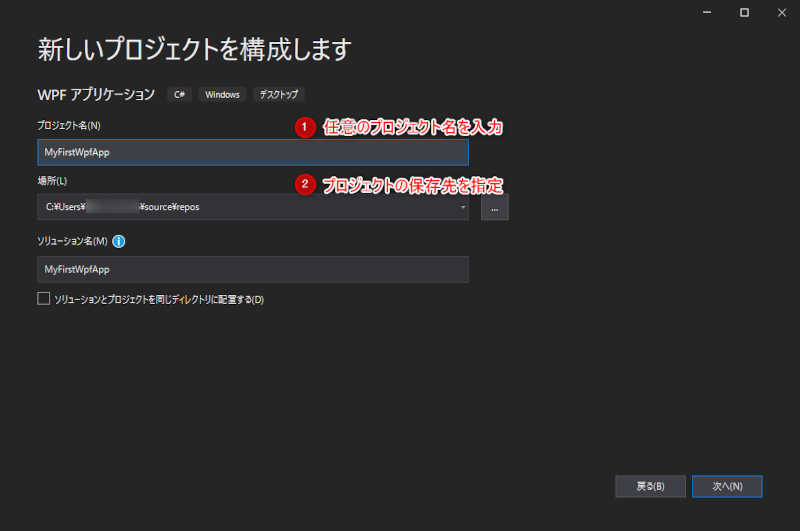 新しいプロジェクトを構成します
WPF アプリケーション C# Windows デスクトップ
プロジェクト名(N)
1 任意のプロジェクト名を入力
MyFirstWpfApp
場所(L)
2 プロジェクトの保存先を指定
C:¥Users¥ ¥source¥repos
...
ソリューション名(M) i
MyFirstWpfApp
ソリューションとプロジェクトを同じディレクトリに配置する(D)
戻る(B) 次へ(N)